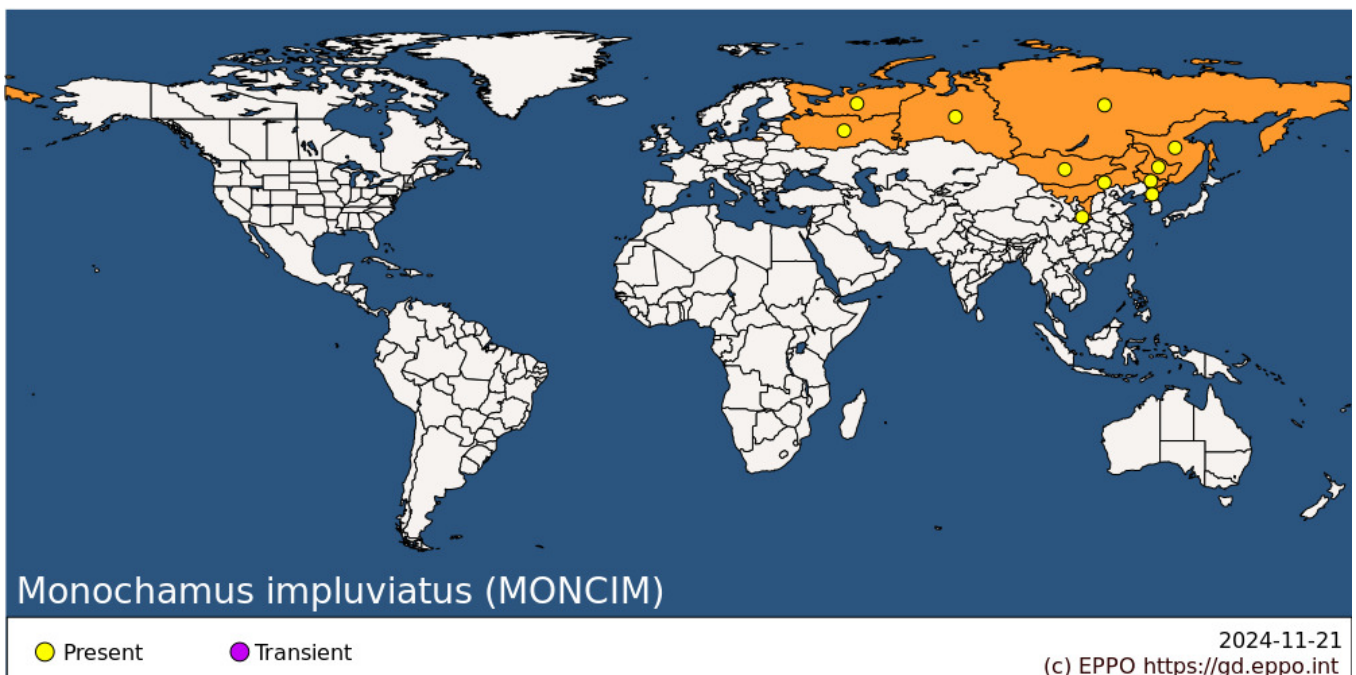 Monochamus impluviatus (MONCIM)
Present
Transient
2024-11-21
(c) EPPO https://gd.eppo.int